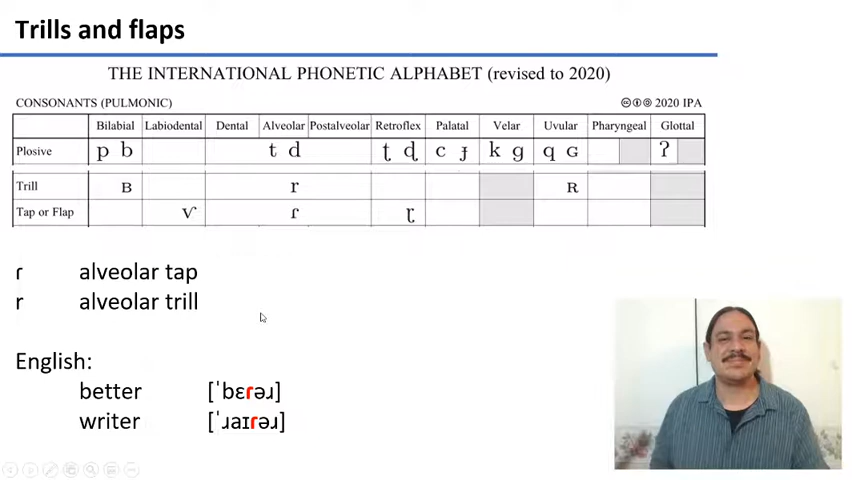 Trills and flaps
THE INTERNATIONAL PHONETIC ALPHABET (revised to 2020)
CONSONANTS (PULMONIC) 🅭🅯🄎 2020 IPA
Bilabial Labiodental Dental Alveolar Postalveolar Retroflex Palatal Velar Uvular Pharyngeal Glottal
Plosive p b t d ʈ ɖ c ɟ k ɡ q ɢ ʔ
Trill ʙ r ʀ
Tap or Flap ⱱ ɾ ɽ
ɾ alveolar tap
r alveolar trill
English:
better [ˈbɛɾəɹ]
writer [ˈɹaɪɾəɹ]